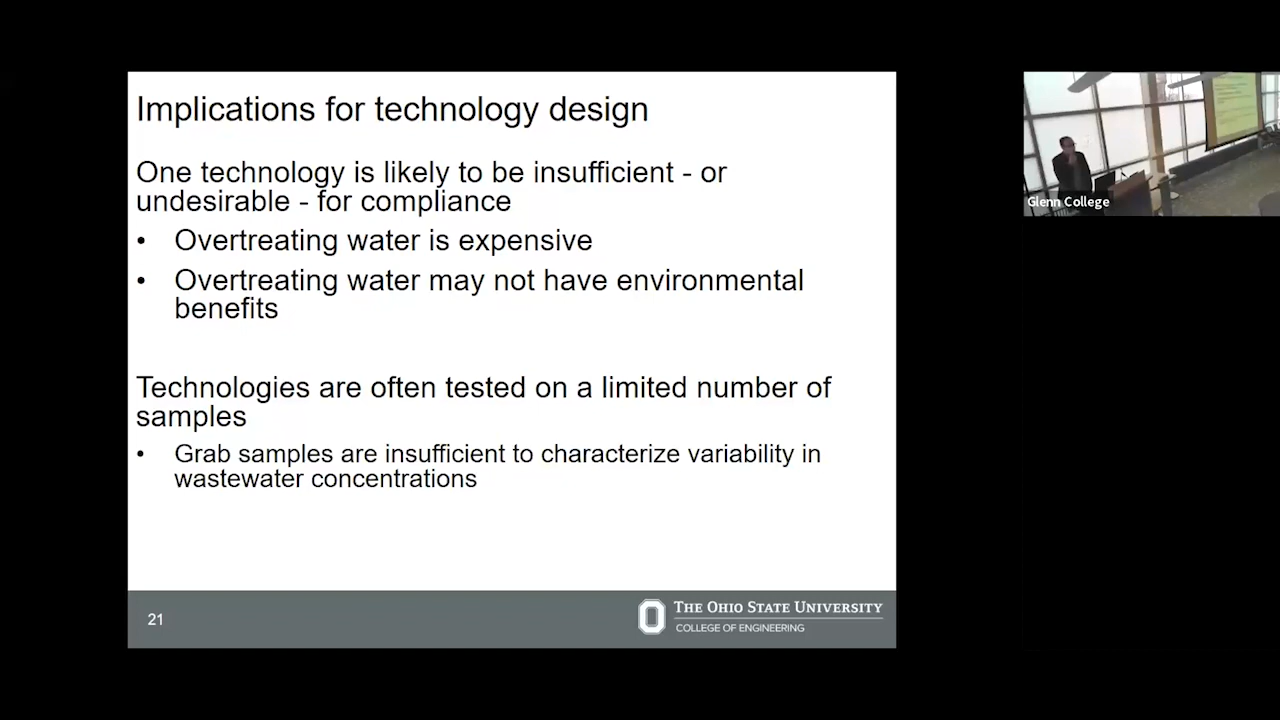 Implications for technology design
One technology is likely to be insufficient - or
undesirable - for compliance
• Overtreating water is expensive
• Overtreating water may not have environmental
benefits
Technologies are often tested on a limited number of
samples
• Grab samples are insufficient to characterize variability in
wastewater concentrations
21
THE OHIO STATE UNIVERSITY
COLLEGE OF ENGINEERING
Glenn College